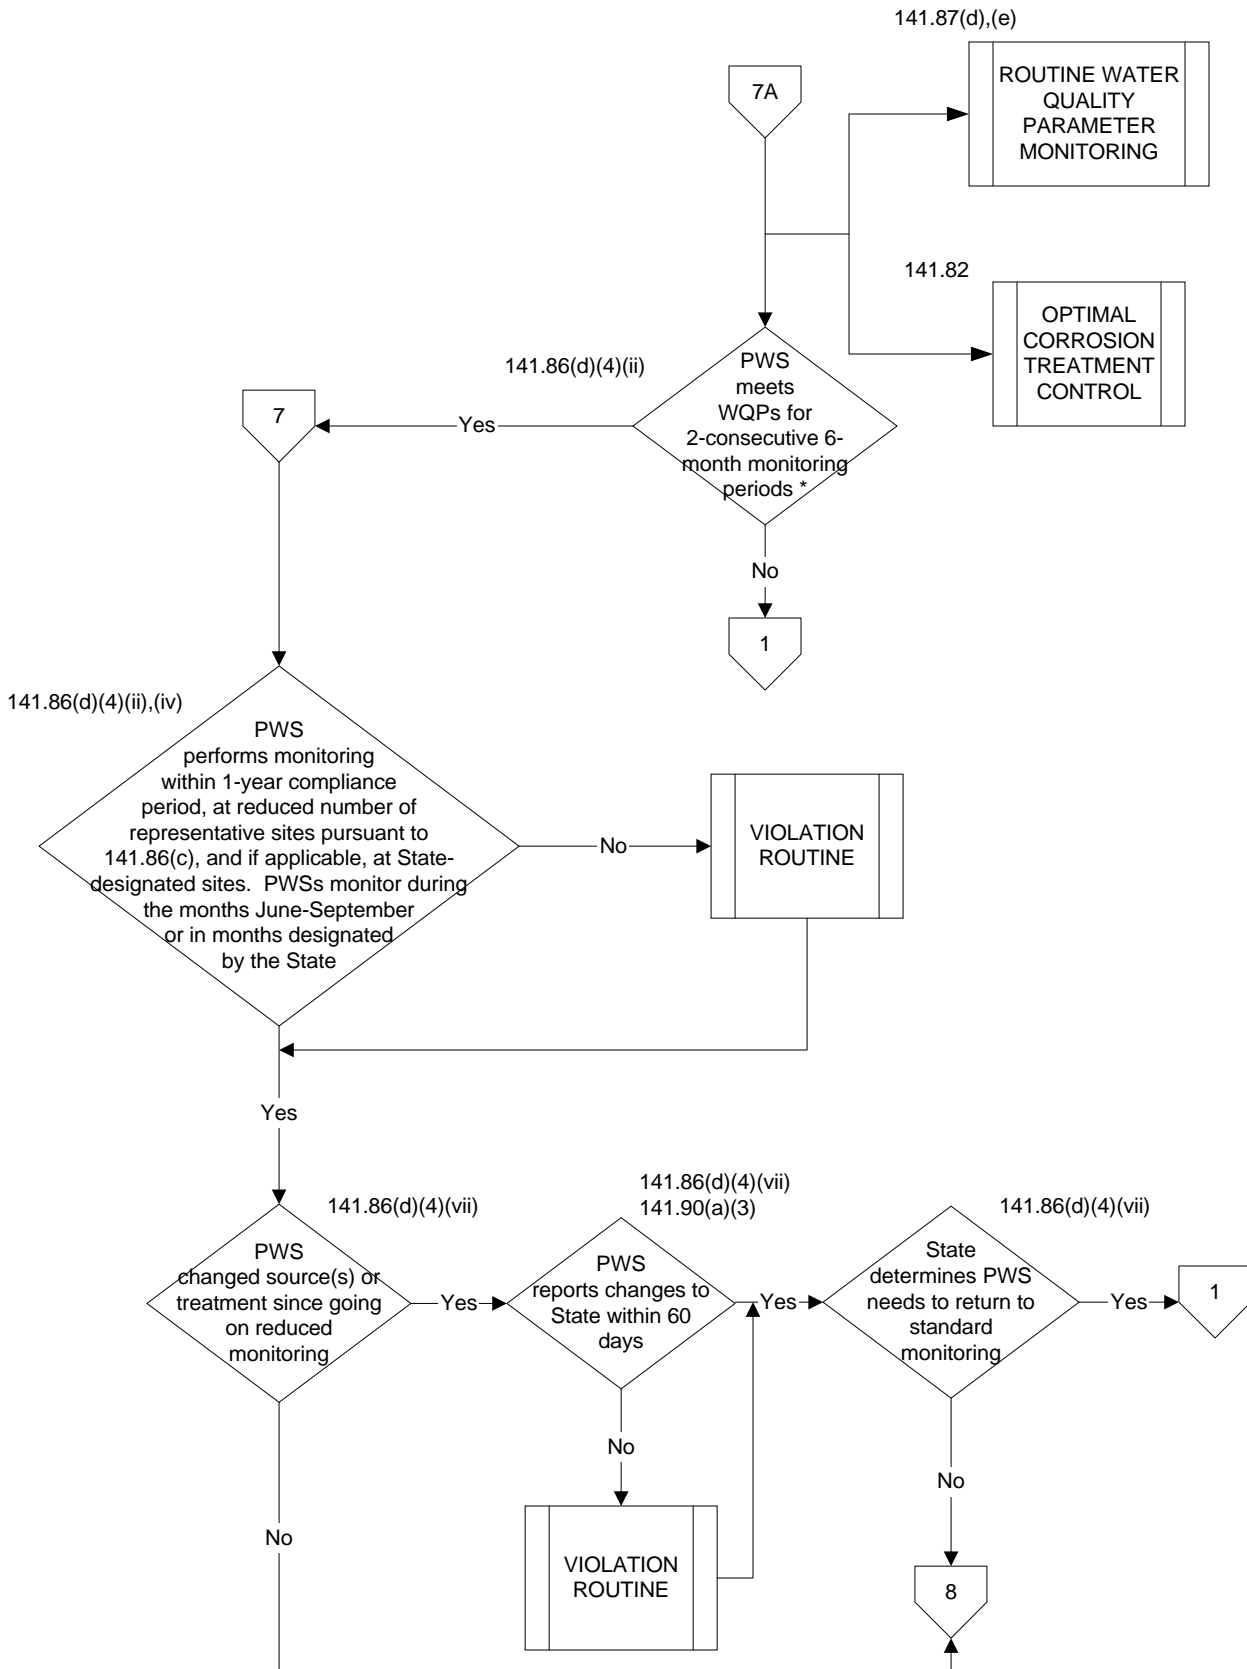 141.87(d),(e)
7A
ROUTINE WATER
QUALITY
PARAMETER
MONITORING
141.82
OPTIMAL
CORROSION
TREATMENT
CONTROL
141.86(d)(4)(ii)
PWS
meets
WQPs for
2-consecutive 6-
month monitoring
periods *
Yes
7
No
1
141.86(d)(4)(ii),(iv)
PWS
performs monitoring
within 1-year compliance
period, at reduced number of
representative sites pursuant to
141.86(c), and if applicable, at State-
designated sites.  PWSs monitor during
the months June-September
or in months designated
by the State
No
VIOLATION
ROUTINE
Yes
141.86(d)(4)(vii)
PWS
changed source(s) or
treatment since going
on reduced
monitoring
Yes
141.86(d)(4)(vii)
141.90(a)(3)
PWS
reports changes to
State within 60
days
Yes
141.86(d)(4)(vii)
State
determines PWS
needs to return to
standard
monitoring
Yes
1
No
No
No
VIOLATION
ROUTINE
8